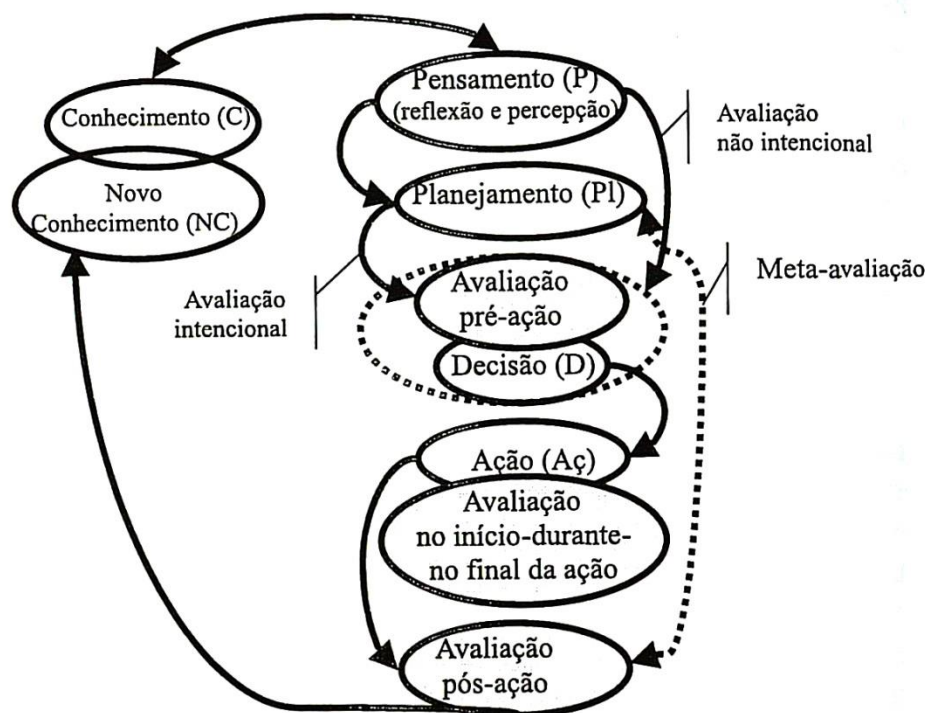 Pensamento (P)
(reflexão e percepção)
Conhecimento (C)
Avaliação
não intencional
Novo
Conhecimento (NC)
Planejamento (Pl)
Avaliação
intencional
Avaliação
pré-ação
Meta-avaliação
Decisão (D)
Ação (Aç)
Avaliação
no início-durante-
no final da ação
Avaliação
pós-ação